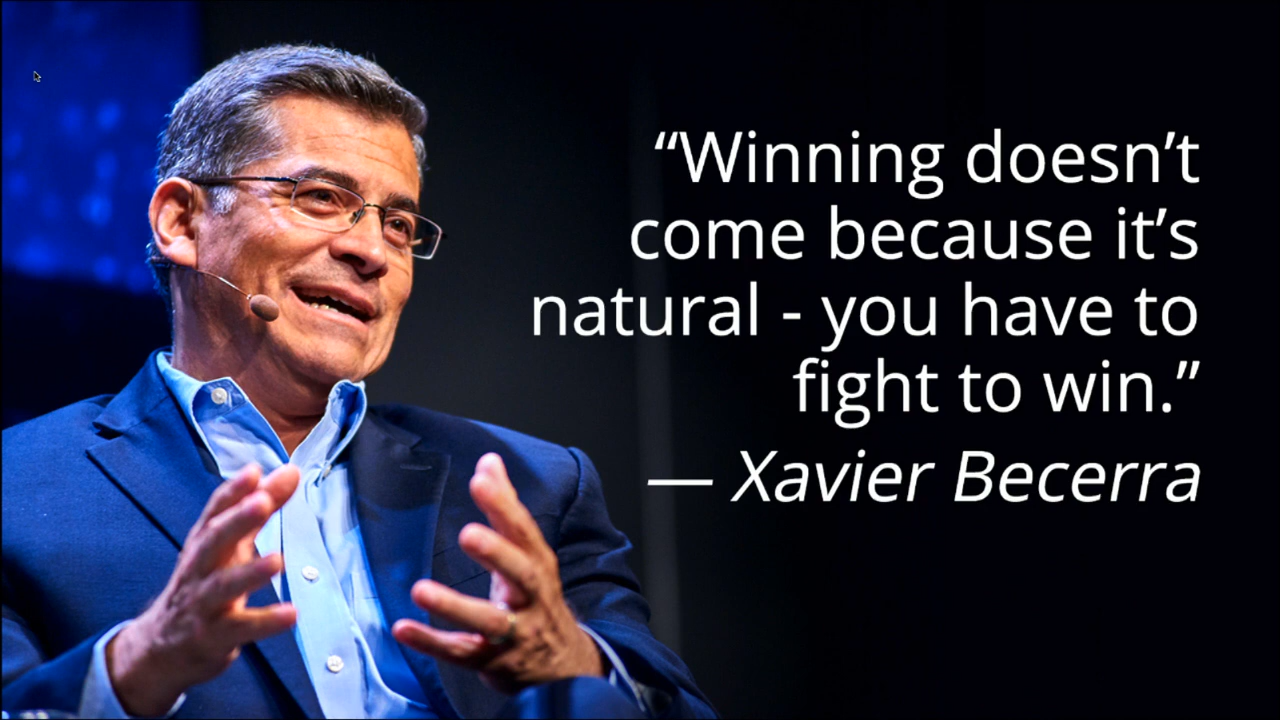 “Winning doesn’t
come because it’s
natural - you have to
fight to win.”
— Xavier Becerra